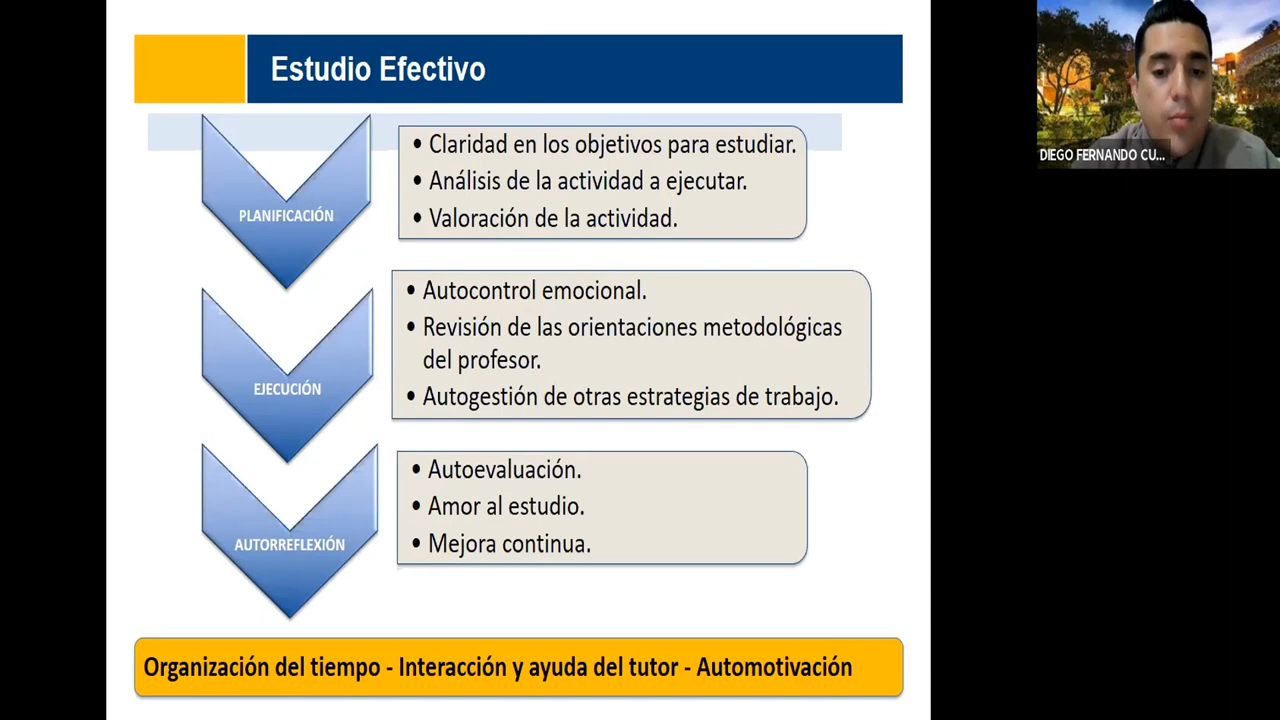 Estudio Efectivo
PLANIFICACIÓN
• Claridad en los objetivos para estudiar.
• Análisis de la actividad a ejecutar.
• Valoración de la actividad.
EJECUCIÓN
• Autocontrol emocional.
• Revisión de las orientaciones metodológicas
del profesor.
• Autogestión de otras estrategias de trabajo.
AUTORREFLEXIÓN
• Autoevaluación.
• Amor al estudio.
• Mejora continua.
Organización del tiempo - Interacción y ayuda del tutor - Automotivación
DIEGO FERNANDO CU...